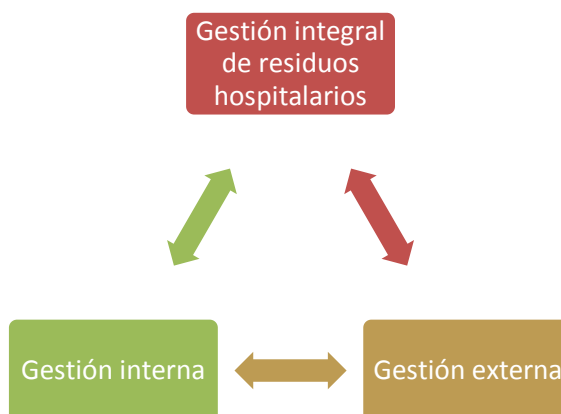 Gestión integral
de residuos
hospitalarios
Gestión interna
Gestión externa